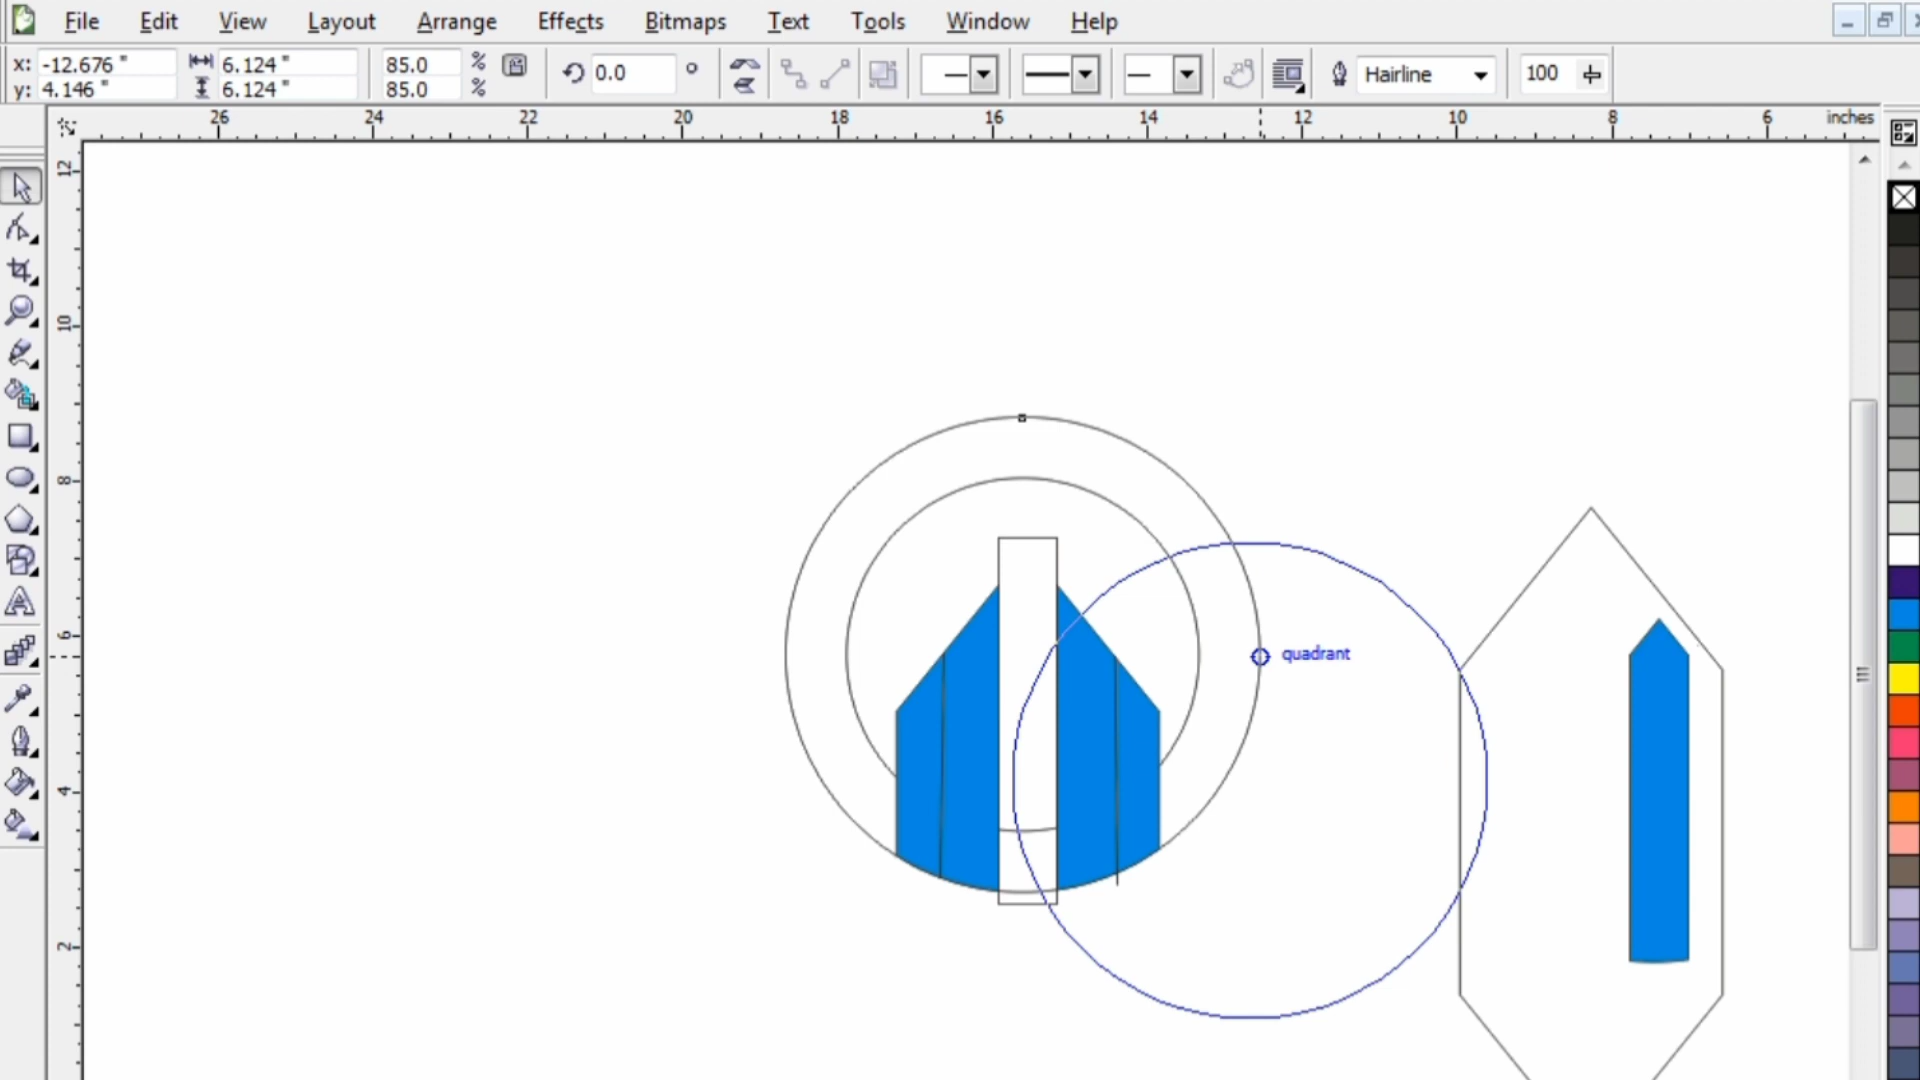 File Edit View Layout Arrange Effects Bitmaps Text Tools Window Help
x: -12.676 " 6.124 " 85.0 % 0.0 ° Hairline 100
y: 4.146 " 6.124 " 85.0 %
26 24 22 20 18 16 14 12 10 8 6 inches
12
10
8
6
quadrant
4
2